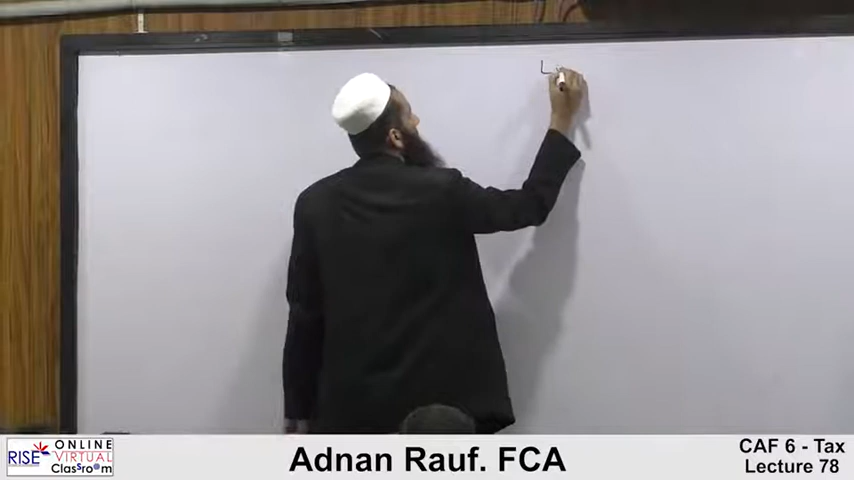 L
RISE
ONLINE
VIRTUAL
Classroom
Adnan Rauf. FCA
CAF 6 - Tax
Lecture 78